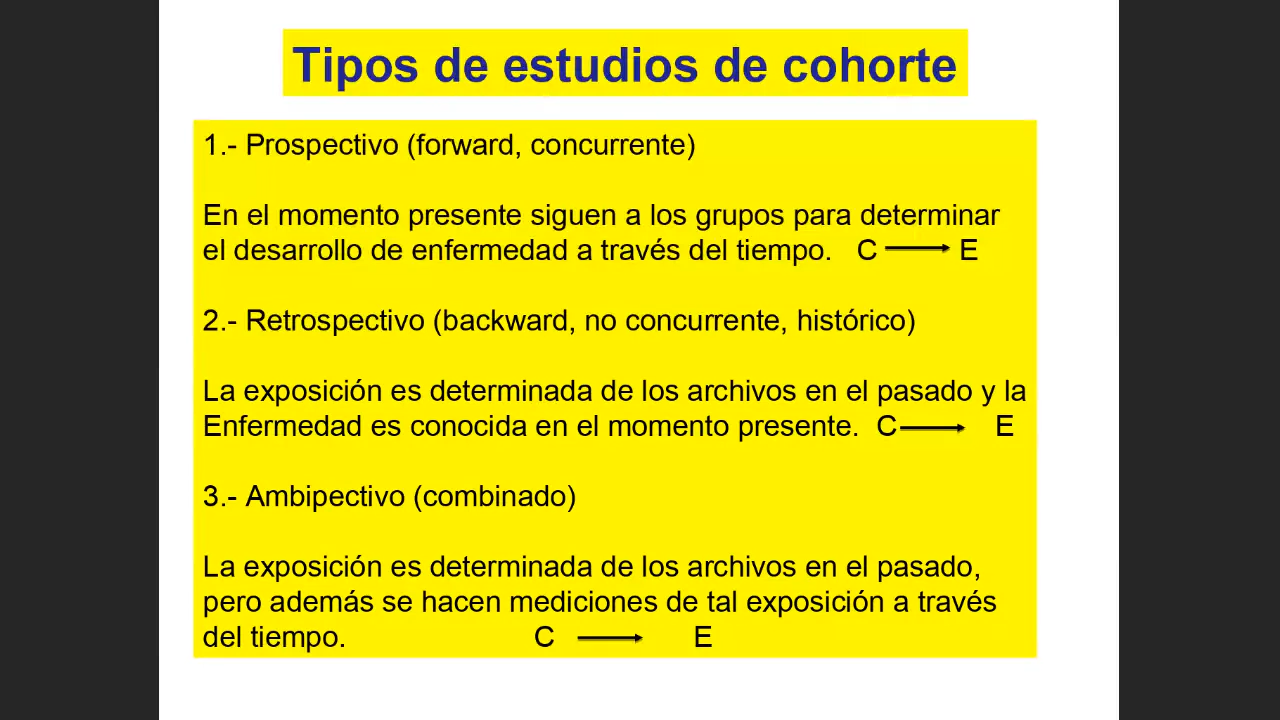 Tipos de estudios de cohorte
1.- Prospectivo (forward, concurrente)
En el momento presente siguen a los grupos para determinar
el desarrollo de enfermedad a través del tiempo. C E
2.- Retrospectivo (backward, no concurrente, histórico)
La exposición es determinada de los archivos en el pasado y la
Enfermedad es conocida en el momento presente. C E
3.- Ambipectivo (combinado)
La exposición es determinada de los archivos en el pasado,
pero además se hacen mediciones de tal exposición a través
del tiempo. C E